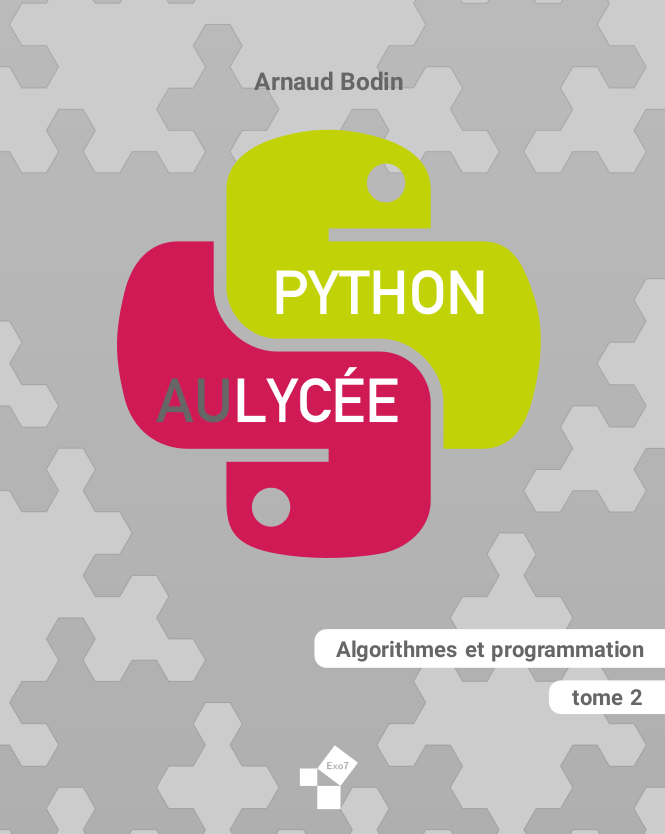 Arnaud Bodin
PYTHON
AULYCÉE
Algorithmes et programmation
tome 2
Exo7